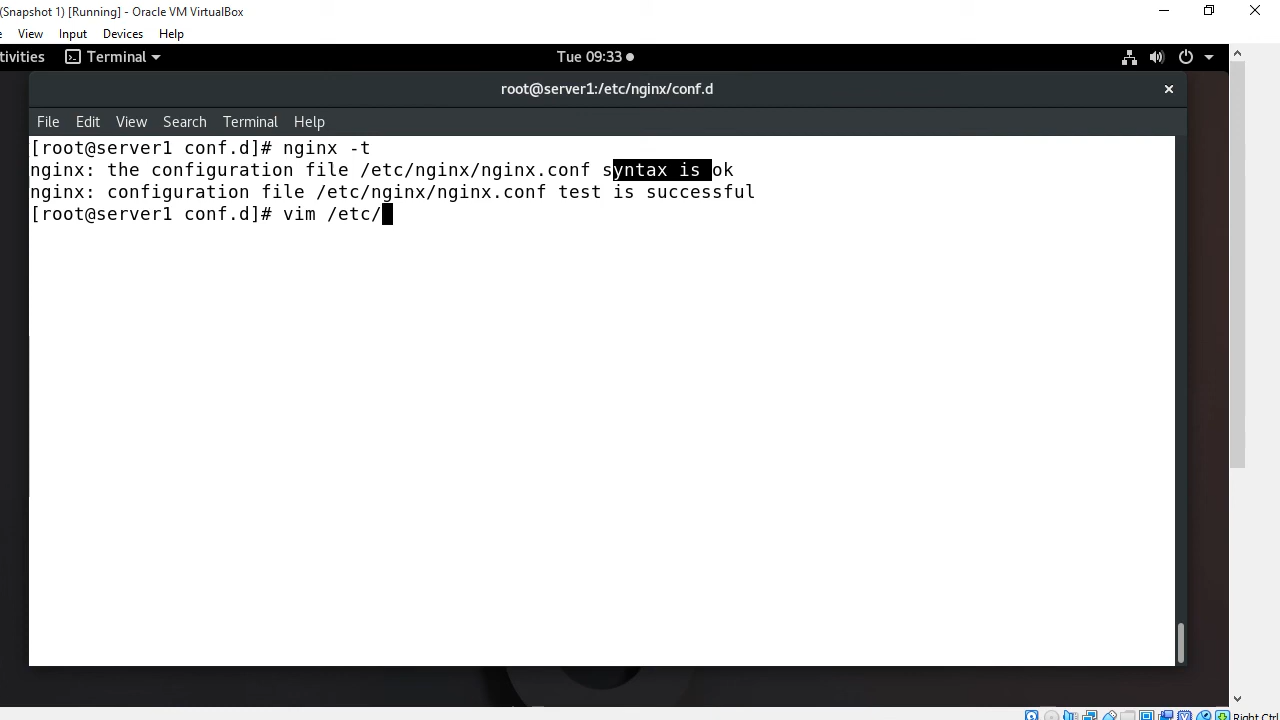 (Snapshot 1) [Running] - Oracle VM VirtualBox
View Input Devices Help
tivities Terminal Tue 09:33
root@server1:/etc/nginx/conf.d
File Edit View Search Terminal Help
[root@server1 conf.d]# nginx -t
nginx: the configuration file /etc/nginx/nginx.conf syntax is ok
nginx: configuration file /etc/nginx/nginx.conf test is successful
[root@server1 conf.d]# vim /etc/
Right Ctrl